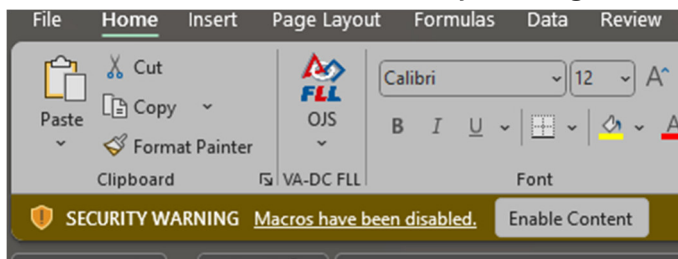 File Home Insert Page Layout Formulas Data Review
Cut
Copy
Format Painter
Paste
Clipboard
FLL
OJS
VA-DC FLL
Calibri 12 A
B I U A
Font
SECURITY WARNING Macros have been disabled. Enable Content